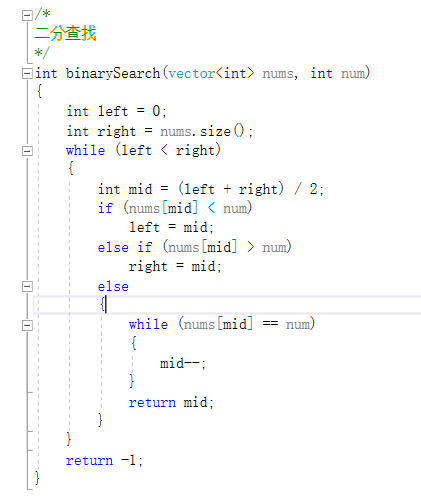 /*
二分查找
*/
int binarySearch(vector<int> nums, int num)
{
    int left = 0;
    int right = nums.size();
    while (left < right)
    {
        int mid = (left + right) / 2;
        if (nums[mid] < num)
            left = mid;
        else if (nums[mid] > num)
            right = mid;
        else
        {
            while (nums[mid] == num)
            {
                mid--;
            }
            return mid;
        }
    }
    return -1;
}